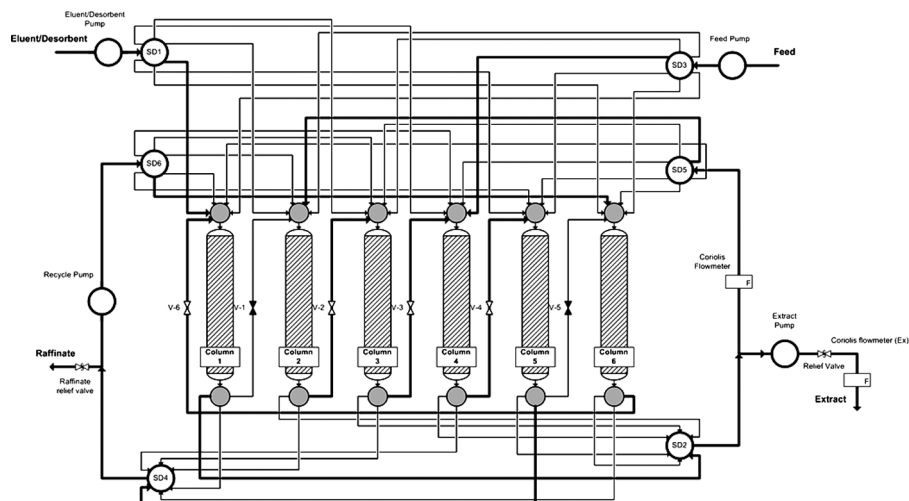 Eluent/Desorbent
Pump
Eluent/Desorbent
SD1
Feed Pump
Feed
SD3
SD6
SD5
Recycle Pump
Coriolis
Flowmeter
F
V-6
V-1
V-2
V-3
V-4
V-5
Extract
Pump
Coriolis flowmeter (Ex)
Relief Valve
F
Extract
Raffinate
Raffinate
relief valve
Column
1
Column
2
Column
3
Column
4
Column
5
Column
6
SD2
SD4